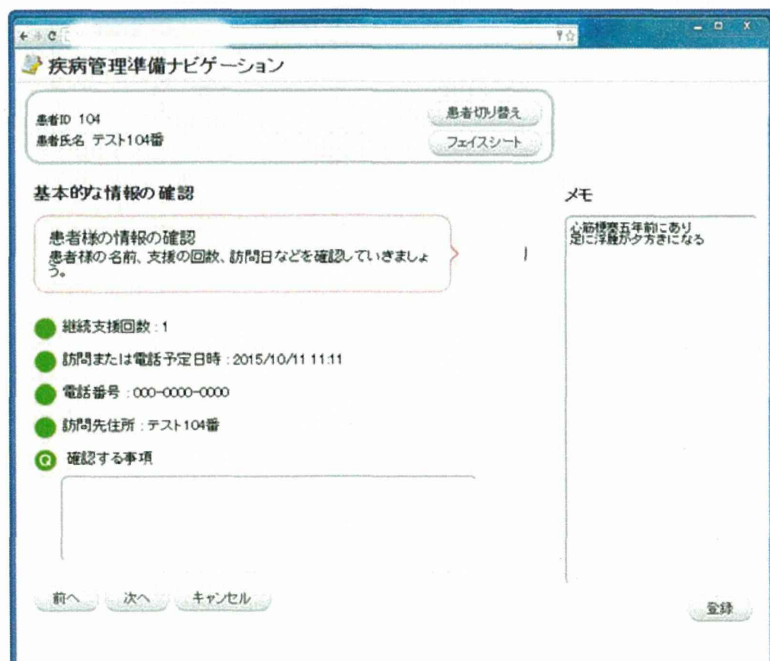 疾病管理準備ナビゲーション
患者ID 104
患者氏名 テスト104番
患者切り替え
フェイスシート
基本的な情報の確認
患者様の情報の確認
患者様の名前、支援の回数、訪問日などを確認していきましょ
う。
継続支援回数 : 1
訪問または電話予定日時 : 2015/10/11 11:11
電話番号 : 000-0000-0000
訪問先住所 : テスト104番
Q 確認する事項
前へ
次へ
キャンセル
メモ
心筋梗塞五年前にあり
足に浮腫が夕方きになる
登録